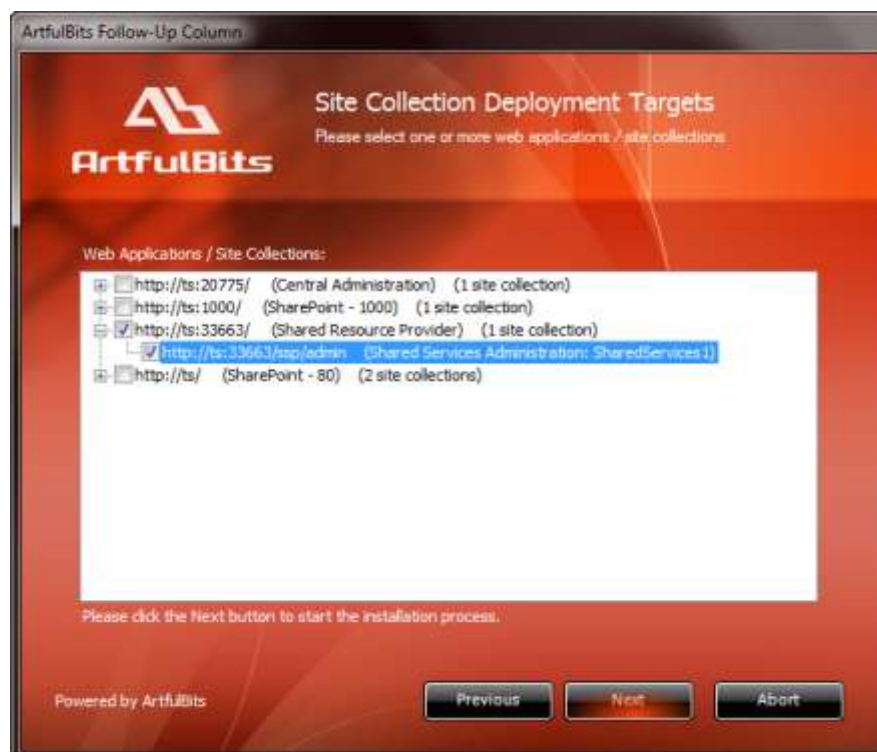 ArtfulBits Follow-Up Column
ArtfulBits
Site Collection Deployment Targets
Please select one or more web applications / site collections
Web Applications / Site Collections:
http://ts:20775/ (Central Administration) (1 site collection)
http://ts:1000/ (SharePoint - 1000) (1 site collection)
http://ts:33663/ (Shared Resource Provider) (1 site collection)
http://ts:33663/ssp/admin (Shared Services Administration: SharedServices1)
http://ts/ (SharePoint - 80) (2 site collections)
Please click the Next button to start the installation process.
Powered by ArtfulBits
Previous
Next
Abort